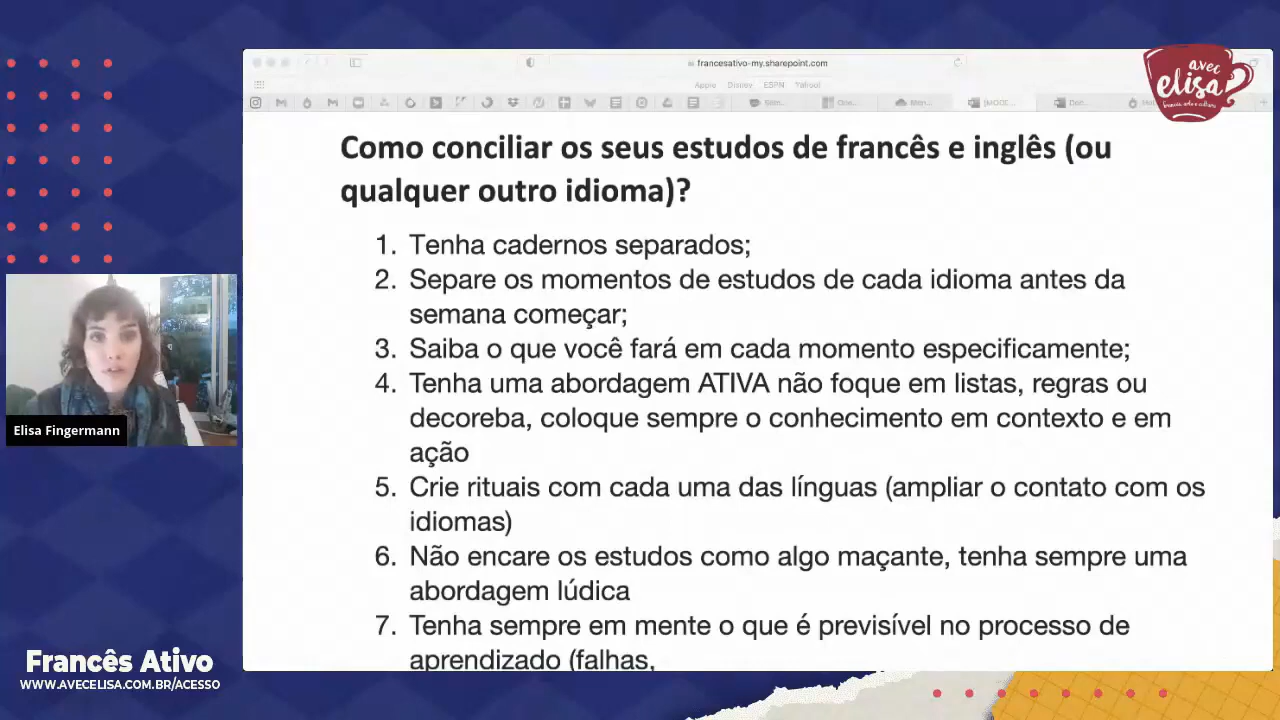 francesativo-my.sharepoint.com
Apple Disney ESPN Yahoo!
avec
elisa
Como conciliar os seus estudos de francês e inglês (ou
qualquer outro idioma)?
1. Tenha cadernos separados;
2. Separe os momentos de estudos de cada idioma antes da
semana começar;
3. Saiba o que você fará em cada momento especificamente;
4. Tenha uma abordagem ATIVA não foque em listas, regras ou
decoreba, coloque sempre o conhecimento em contexto e em
ação
5. Crie rituais com cada uma das línguas (ampliar o contato com os
idiomas)
6. Não encare os estudos como algo maçante, tenha sempre uma
abordagem lúdica
7. Tenha sempre em mente o que é previsível no processo de
aprendizado (falhas,
Elisa Fingermann
Francês Ativo
WWW.AVECELISA.COM.BR/ACESSO